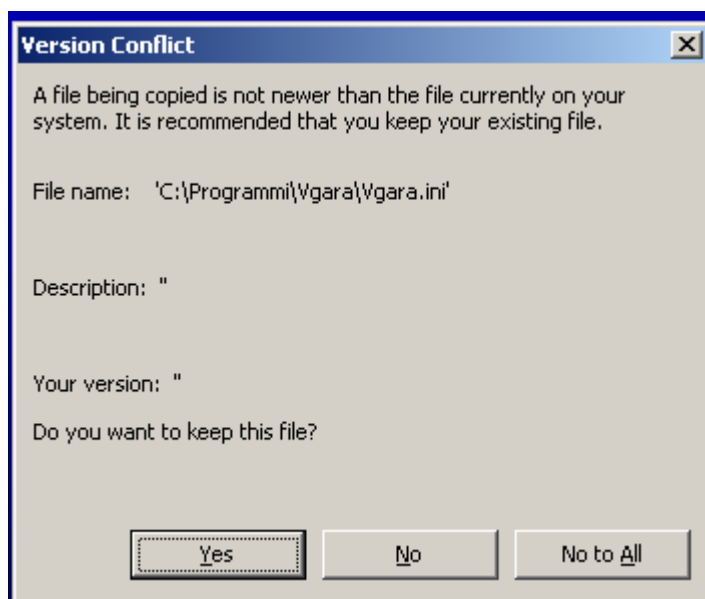 Version Conflict
A file being copied is not newer than the file currently on your
system. It is recommended that you keep your existing file.
File name: 'C:\Programmi\Vgara\Vgara.ini'
Description: ''
Your version: ''
Do you want to keep this file?
Yes No No to All